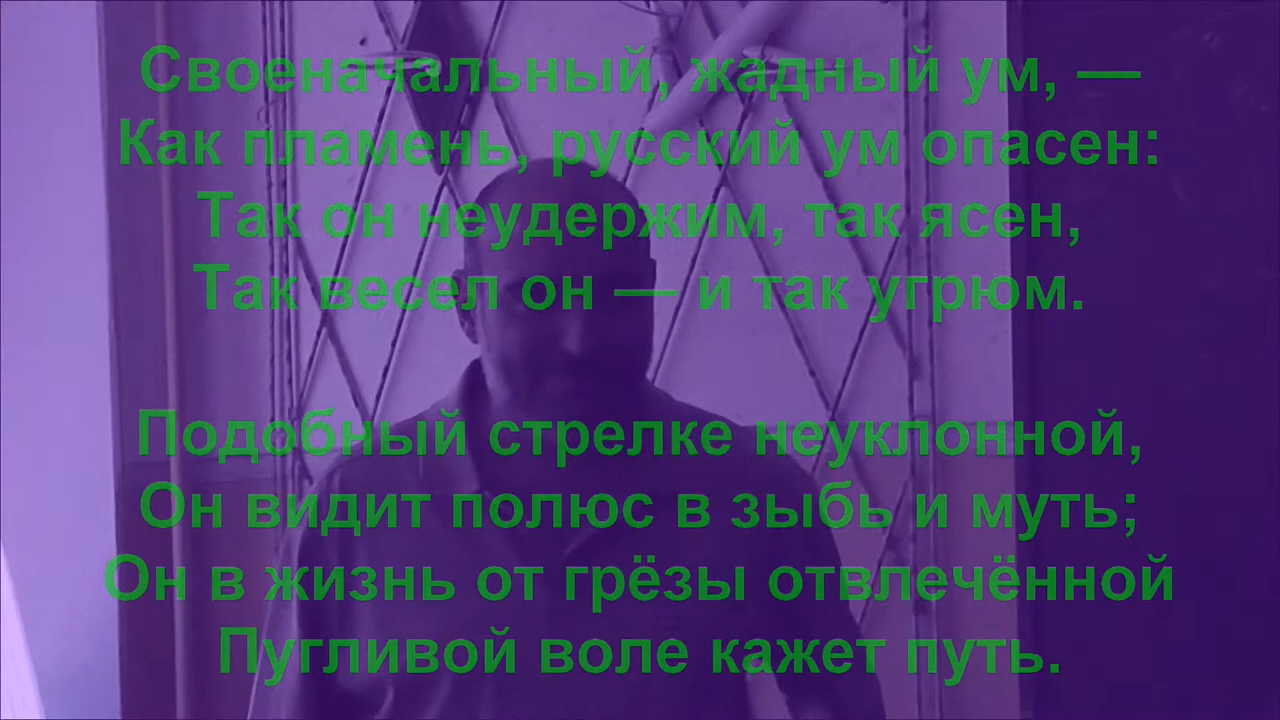 Своеначальный, жадный ум, —
Как пламень, русский ум опасен:
Так он неудержим, так ясен,
Так весел он — и так угрюм.
Подобный стрелке неуклонной,
Он видит полюс в зыбь и муть;
Он в жизнь от грёзы отвлечённой
Пугливой воле кажет путь.